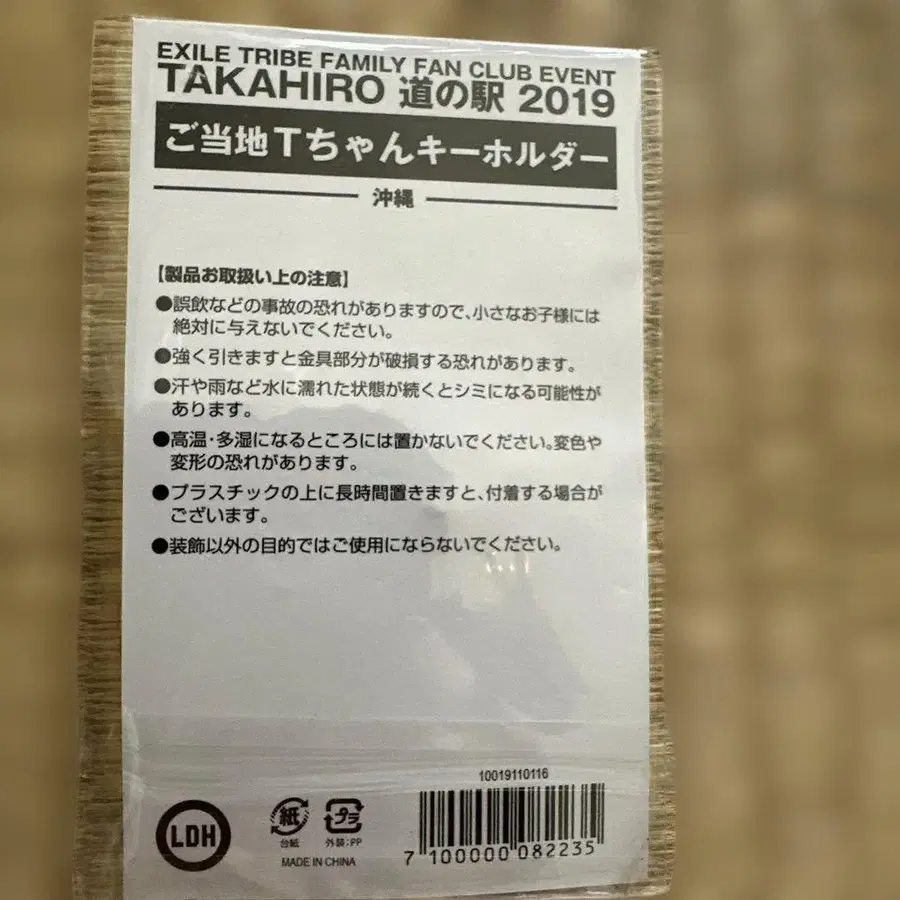 EXILE TRIBE FAMILY FAN CLUB EVENT
TAKAHIRO 道の駅 2019
ご当地Tちゃんキーホルダー
沖縄
【製品お取扱い上の注意】
●誤飲などの事故の恐れがありますので、小さなお子様には
絶対に与えないでください。
●強く引きますと金具部分が破損する恐れがあります。
●汗や雨など水に濡れた状態が続くとシミになる可能性が
あります。
●高温・多湿になるところには置かないでください。変色や
変形の恐れがあります。
●プラスチックの上に長時間置きますと、付着する場合が
ございます。
●装飾以外の目的ではご使用にならないでください。
10019110116
LDH
紙
プラ
台紙
外装:PP
MADE IN CHINA
7 100000 082235